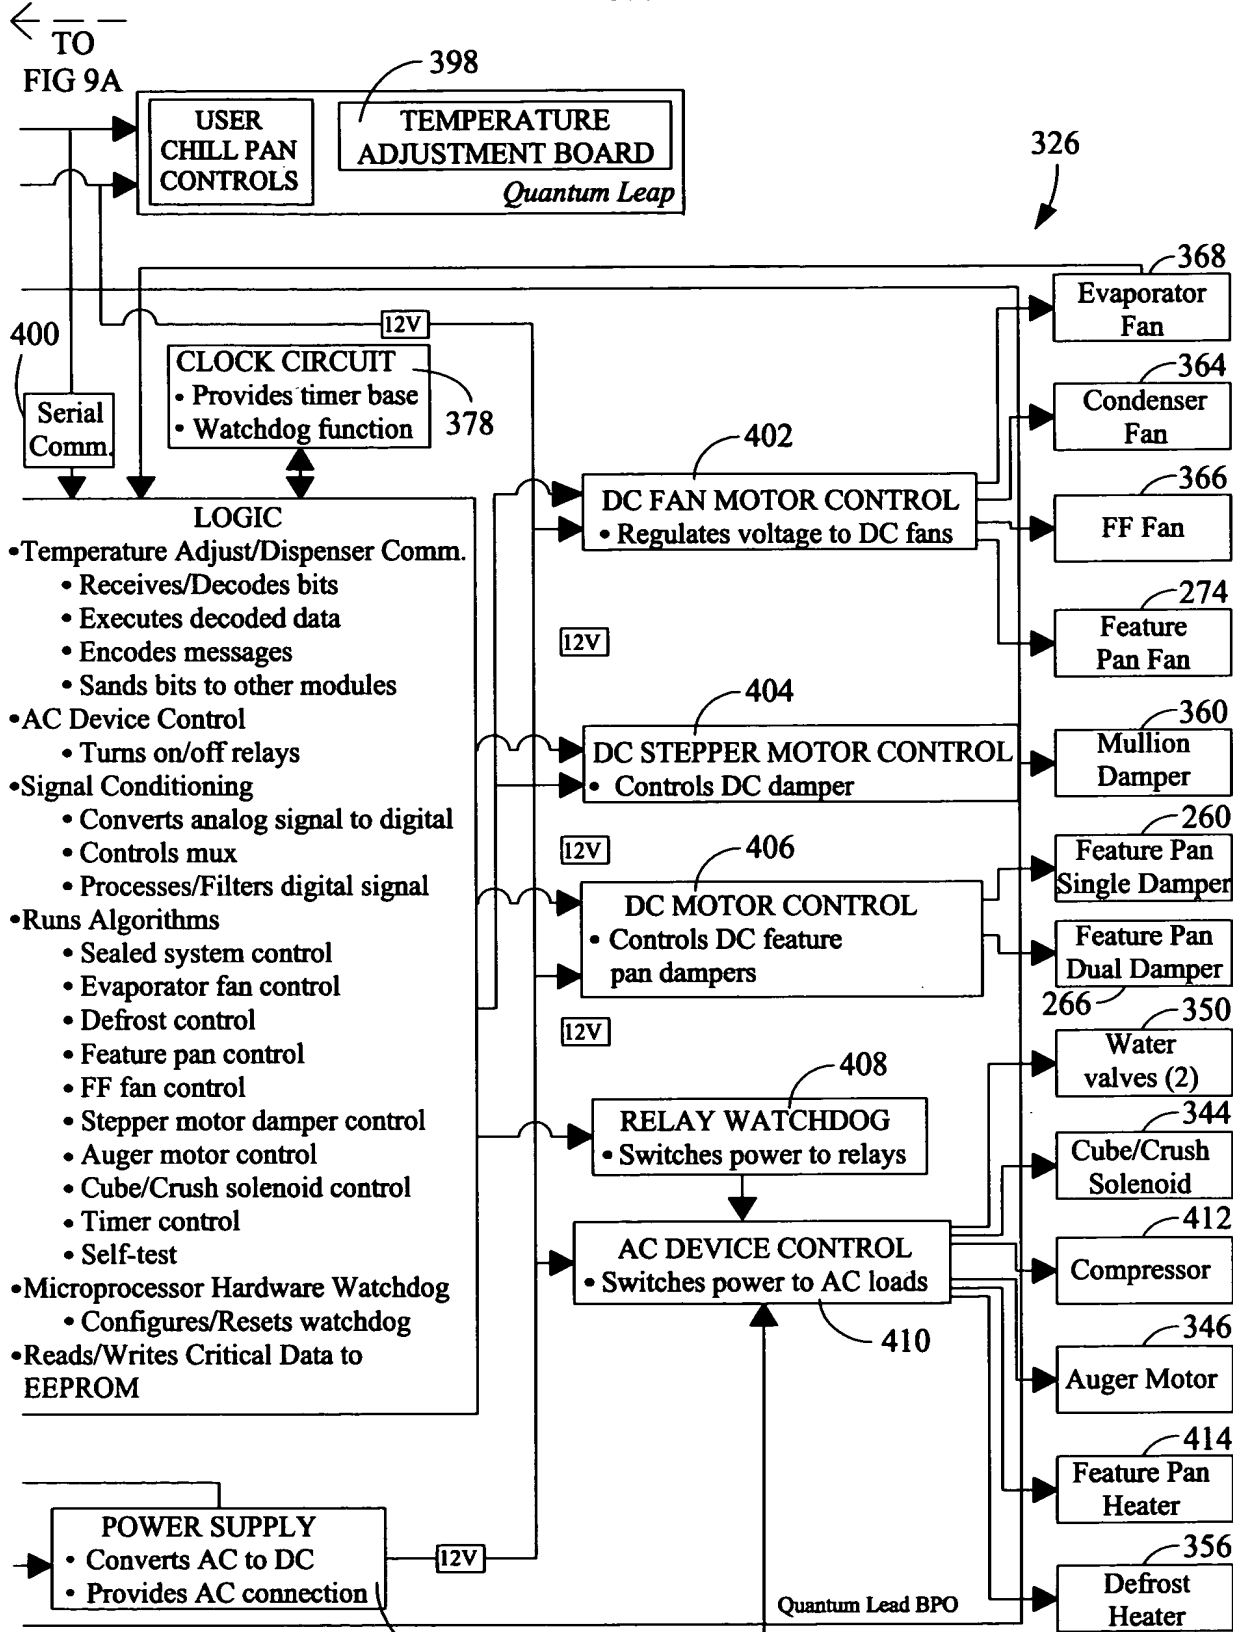 TO
FIG 9A
398
USER
CHILL PAN
CONTROLS
TEMPERATURE
ADJUSTMENT BOARD
Quantum Leap
326
368
Evaporator
Fan
400
12V
Serial
Comm.
CLOCK CIRCUIT
• Provides timer base
• Watchdog function
378
364
Condenser
Fan
402
DC FAN MOTOR CONTROL
• Regulates voltage to DC fans
366
FF Fan
LOGIC
•Temperature Adjust/Dispenser Comm.
• Receives/Decodes bits
• Executes decoded data
• Encodes messages
• Sands bits to other modules
•AC Device Control
• Turns on/off relays
•Signal Conditioning
• Converts analog signal to digital
• Controls mux
• Processes/Filters digital signal
•Runs Algorithms
• Sealed system control
• Evaporator fan control
• Defrost control
• Feature pan control
• FF fan control
• Stepper motor damper control
• Auger motor control
• Cube/Crush solenoid control
• Timer control
• Self-test
•Microprocessor Hardware Watchdog
• Configures/Resets watchdog
•Reads/Writes Critical Data to
EEPROM
274
Feature
Pan Fan
12V
404
DC STEPPER MOTOR CONTROL
• Controls DC damper
360
Mullion
Damper
12V
406
DC MOTOR CONTROL
• Controls DC feature
pan dampers
260
Feature Pan
Single Damper
Feature Pan
Dual Damper
266
12V
350
Water
valves (2)
408
RELAY WATCHDOG
• Switches power to relays
344
Cube/Crush
Solenoid
AC DEVICE CONTROL
• Switches power to AC loads
410
412
Compressor
346
Auger Motor
414
Feature Pan
Heater
POWER SUPPLY
• Converts AC to DC
• Provides AC connection
12V
356
Defrost
Heater
Quantum Lead BPO